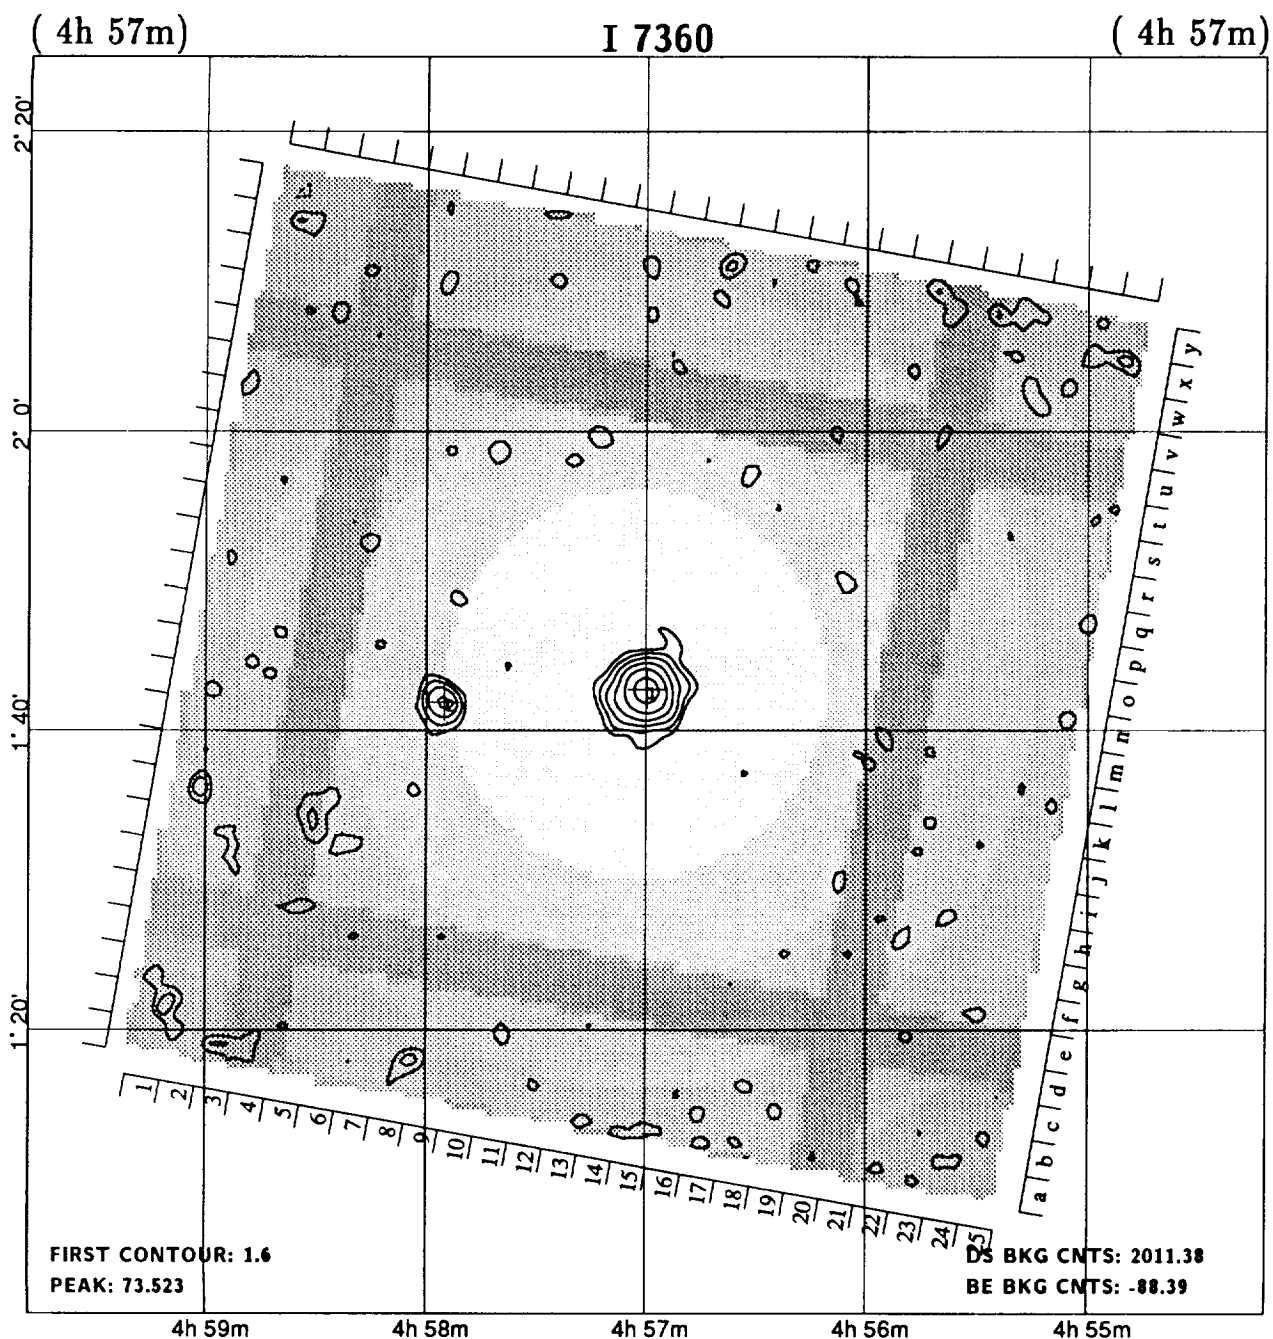 ( 4h 57m) I 7360 ( 4h 57m)
2° 20'
2° 0'
1° 40'
1° 20'
y
x
w
v
u
t
s
r
q
p
o
n
m
l
k
j
i
h
g
f
e
d
c
b
a
1 2 3 4 5 6 7 8 9 10 11 12 13 14 15 16 17 18 19 20 21 22 23 24 25
FIRST CONTOUR: 1.6
PEAK: 73.523
DS BKG CNTS: 2011.38
BE BKG CNTS: -88.39
4h 59m 4h 58m 4h 57m 4h 56m 4h 55m